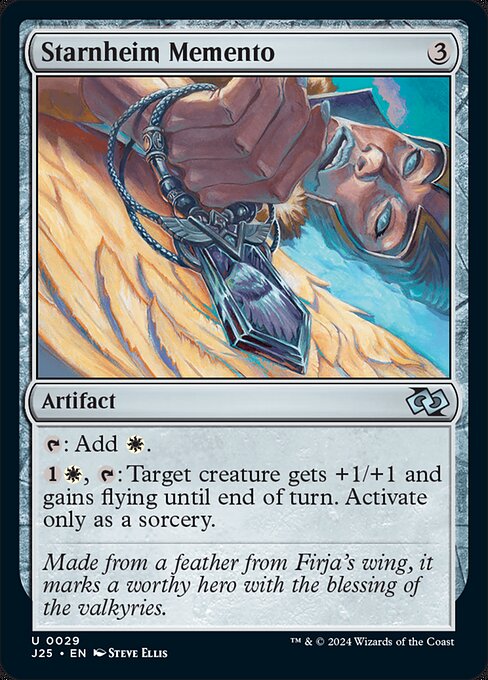 Starnheim Memento 3
Artifact
: Add .
1 , : Target creature gets +1/+1 and
gains flying until end of turn. Activate
only as a sorcery.
Made from a feather from Firja's wing, it
marks a worthy hero with the blessing of
the valkyries.
U 0029
J25 • EN Steve Ellis
™ & © 2024 Wizards of the Coast